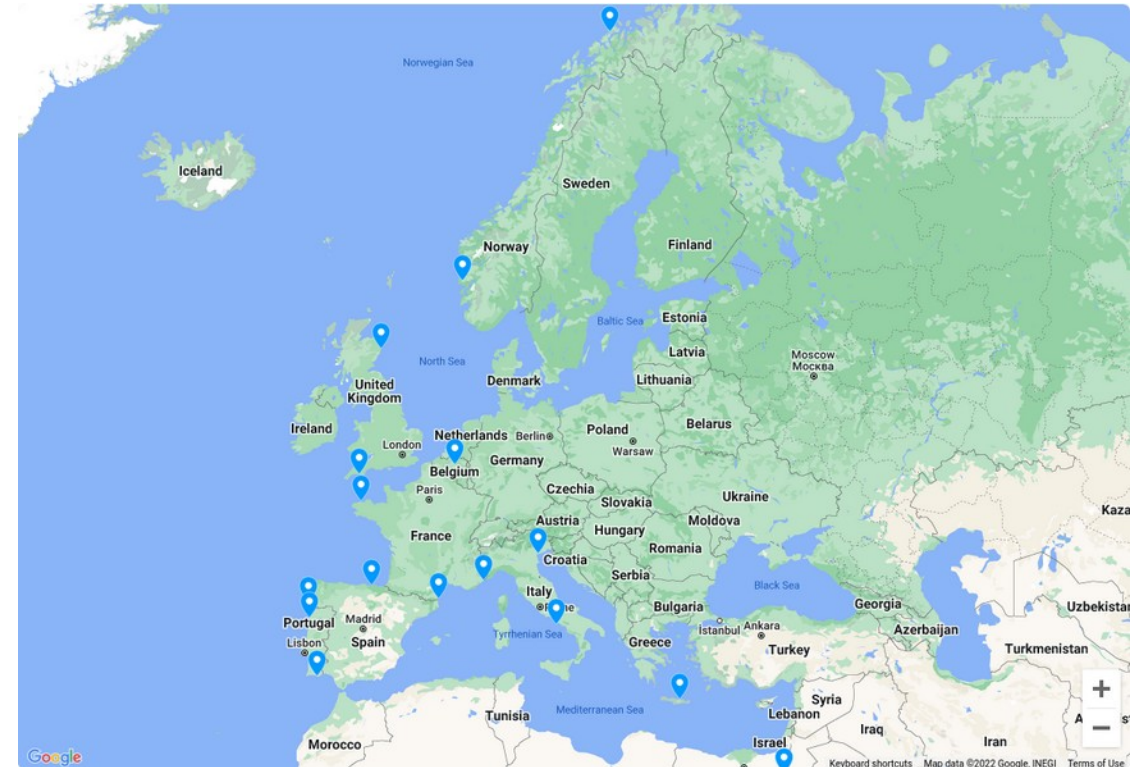 Norwegian Sea
Iceland
Sweden
Norway
Finland
Baltic Sea
Estonia
North Sea
Latvia
Moscow
Москва
Denmark
Lithuania
United
Kingdom
Ireland
Belarus
Poland
Netherlands
Berlin
London
Warsaw
Germany
Belgium
Paris
Czechia
Ukraine
Slovakia
Kaza
Austria
Moldova
Hungary
France
Romania
Croatia
Serbia
Black Sea
Italy
Georgia
Uzbekistan
Bulgaria
Portugal
Madrid
Spain
Tyrrhenian Sea
İstanbul
Ankara
Azerbaijan
Lisbon
Greece
Turkey
Turkmenistan
Syria
Mediterranean Sea
Lebanon
Tunisia
Iraq
Iran
Morocco
Israel
+
−
Google
Keyboard shortcuts
Map data ©2022 Google, INEGI
Terms of Use